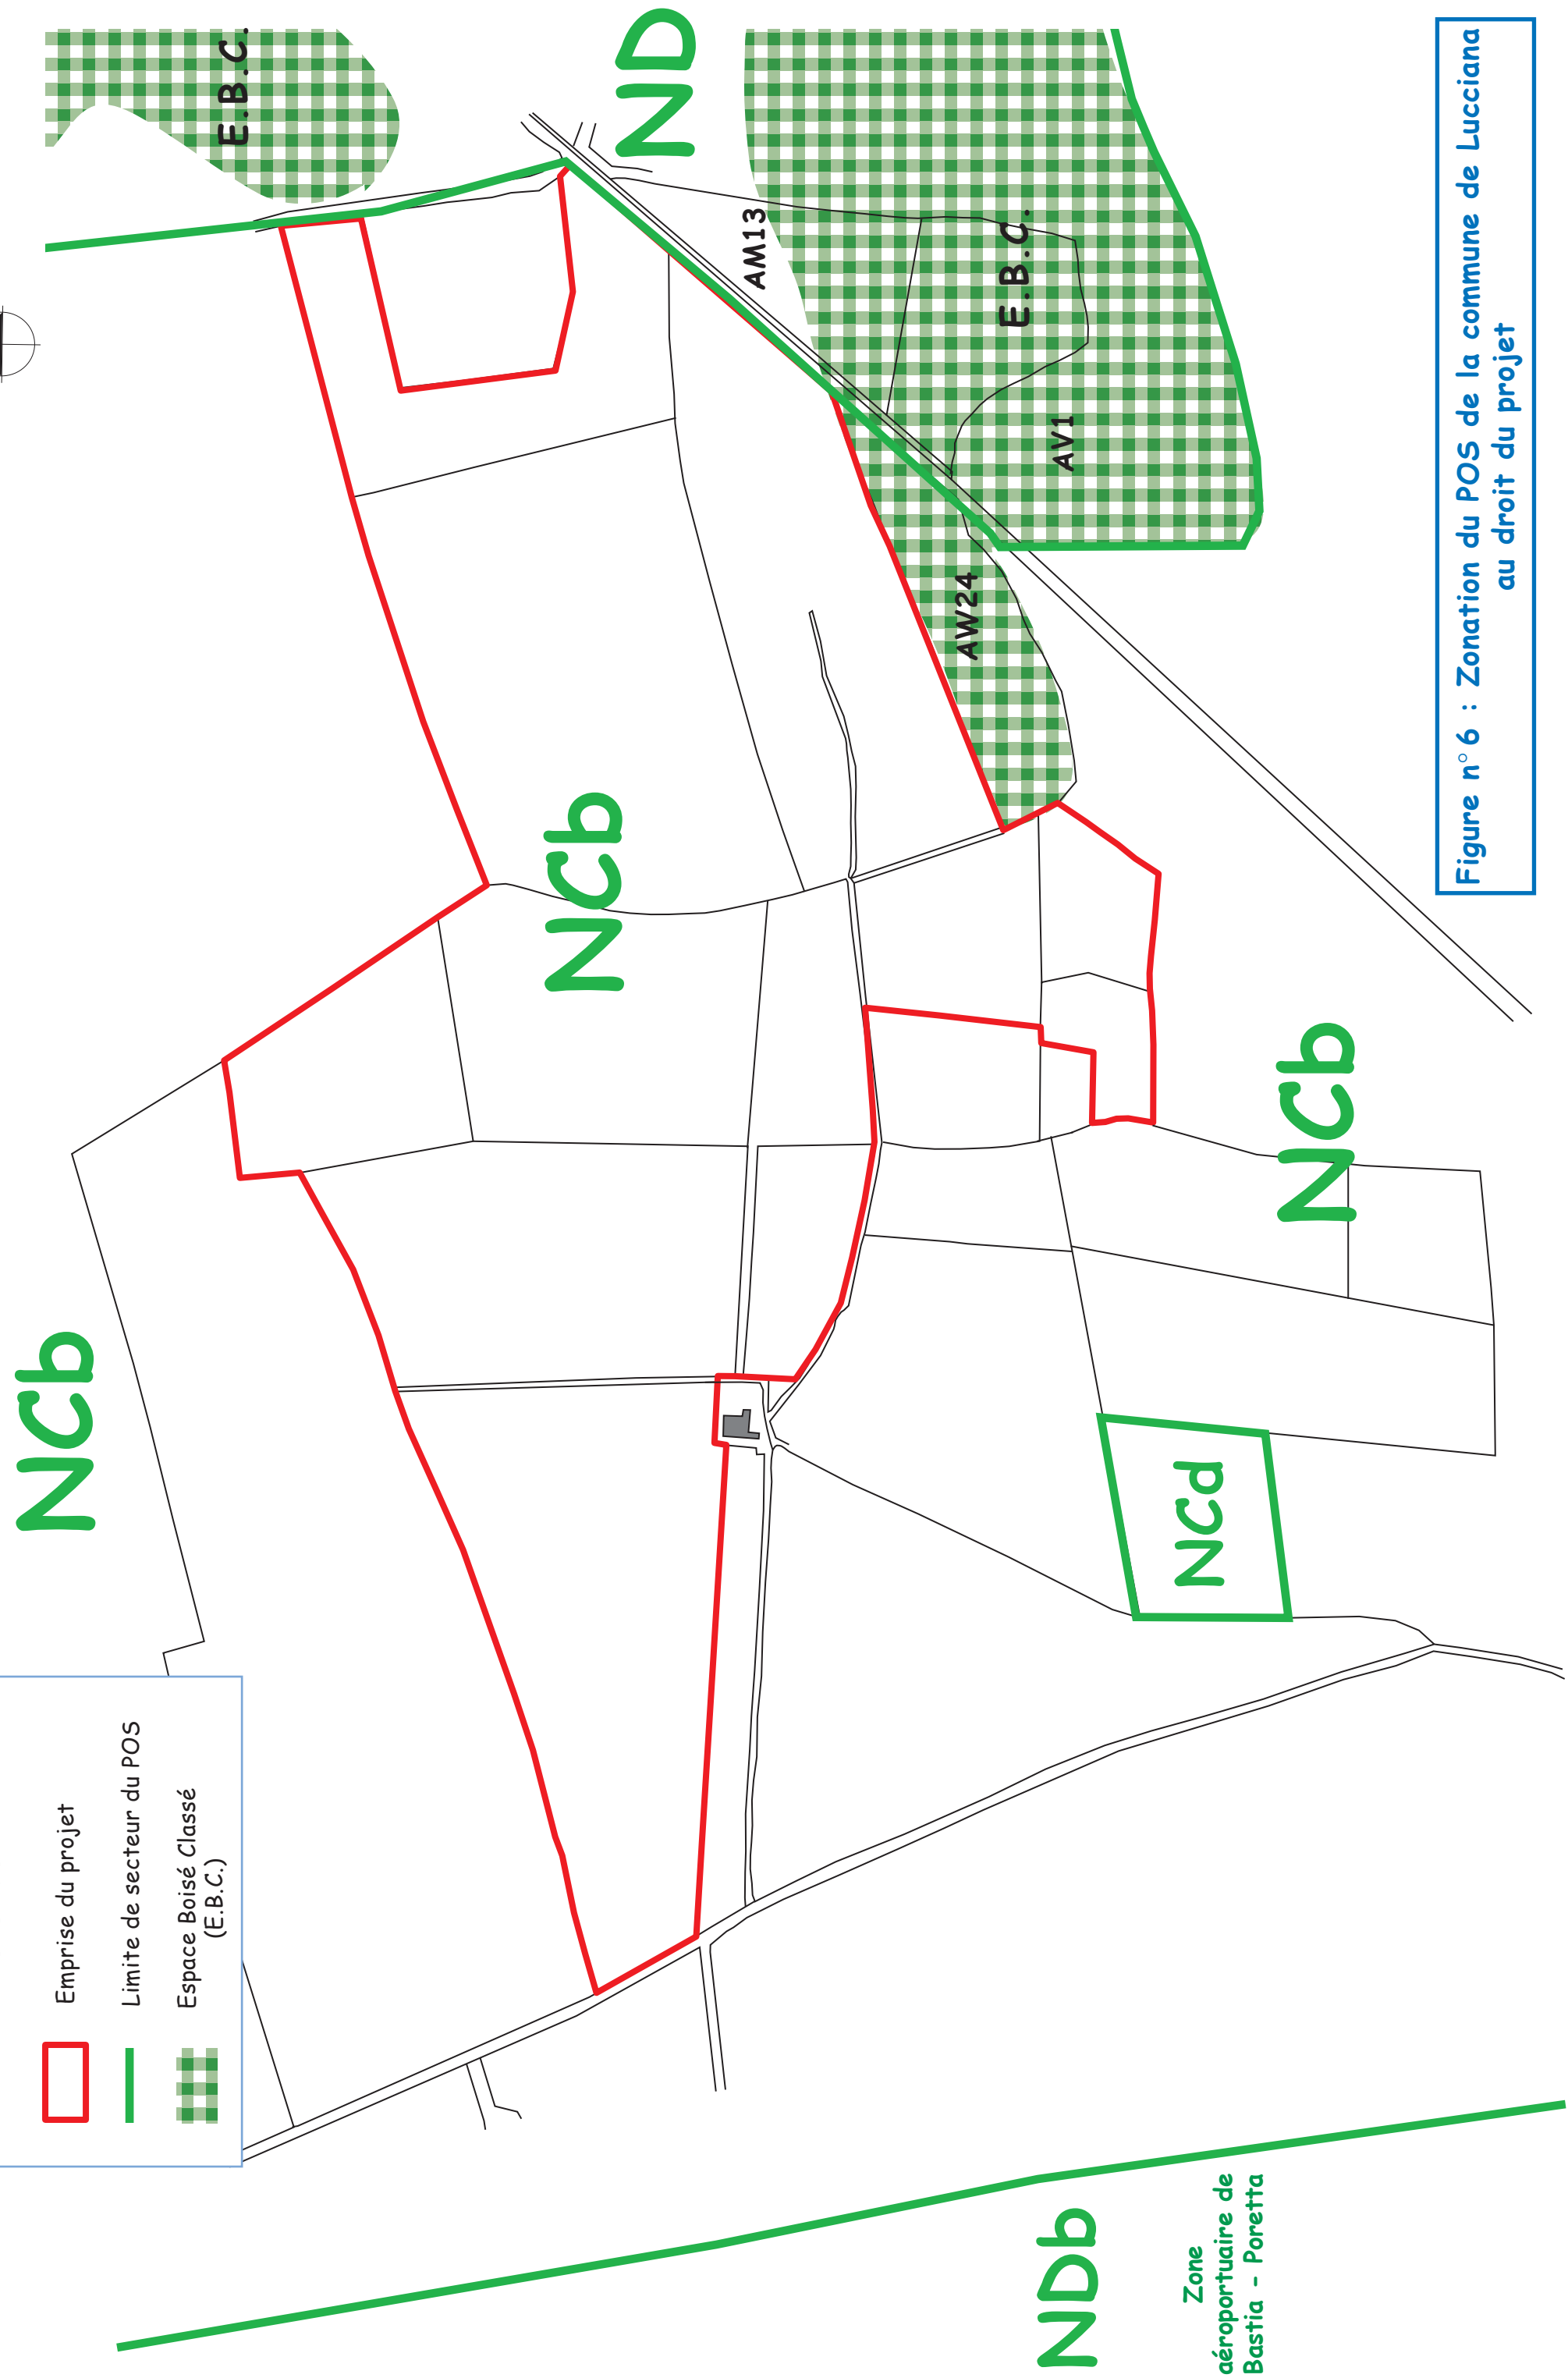 E.B.C.
ND
AM13
E.B.C.
AV1
AW24
NCb
NCb
NCb
NCd
NDb
Zone
aéroportuaire de
Bastia - Poretta
Emprise du projet
Limite de secteur du POS
Espace Boisé Classé
(E.B.C.)
Figure n°6 : Zonation du POS de la commune de Lucciana
au droit du projet